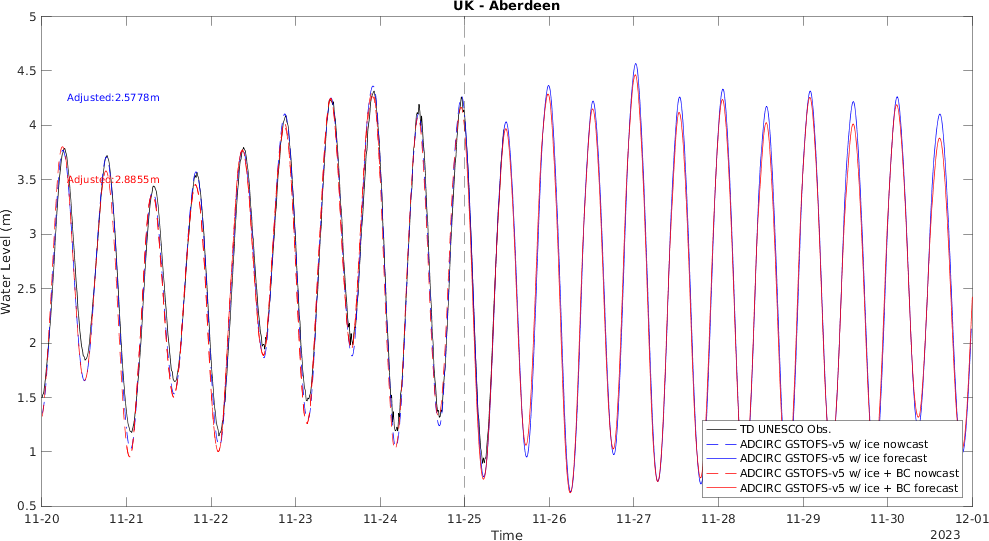 UK - Aberdeen
Water Level (m)
5
4.5
4
3.5
3
2.5
2
1.5
1
0.5
Adjusted:2.5778m
Adjusted:2.8855m
TD UNESCO Obs.
ADCIRC GSTOFS-v5 w/ ice nowcast
ADCIRC GSTOFS-v5 w/ ice forecast
ADCIRC GSTOFS-v5 w/ ice + BC nowcast
ADCIRC GSTOFS-v5 w/ ice + BC forecast
11-20 11-21 11-22 11-23 11-24 11-25 11-26 11-27 11-28 11-29 11-30 12-01
Time
2023